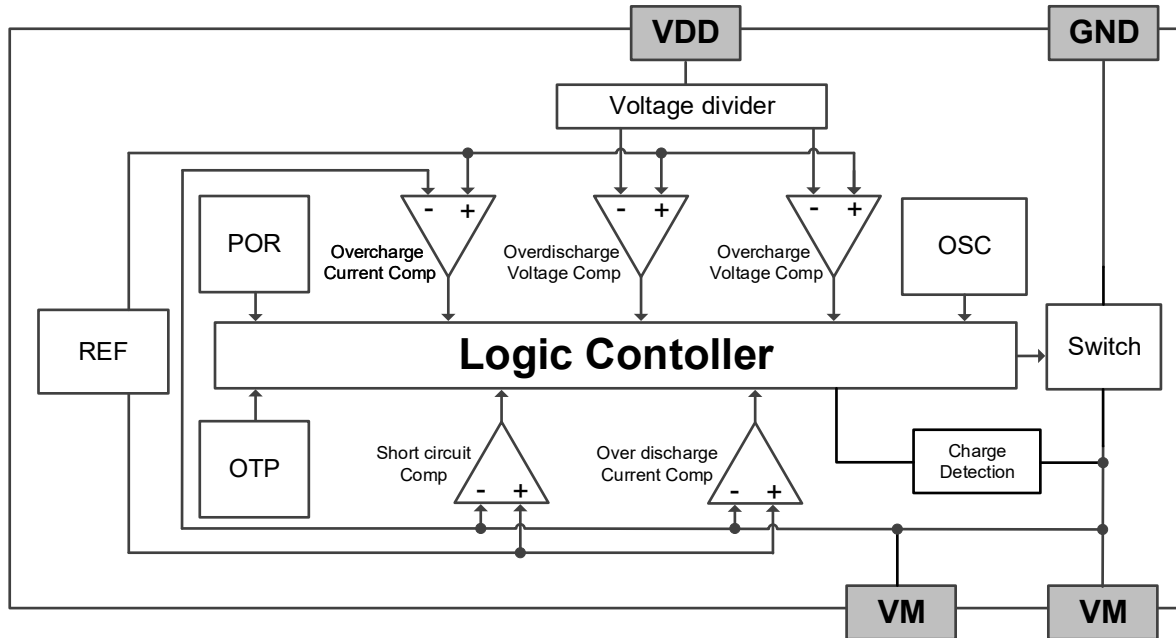 VDD
GND
Voltage divider
- +
- +
- +
POR
Overcharge
Current Comp
Overdischarge
Voltage Comp
Overcharge
Voltage Comp
OSC
REF
Logic Contoller
Switch
OTP
Short circuit
Comp
- +
Over discharge
Current Comp
- +
Charge
Detection
VM
VM